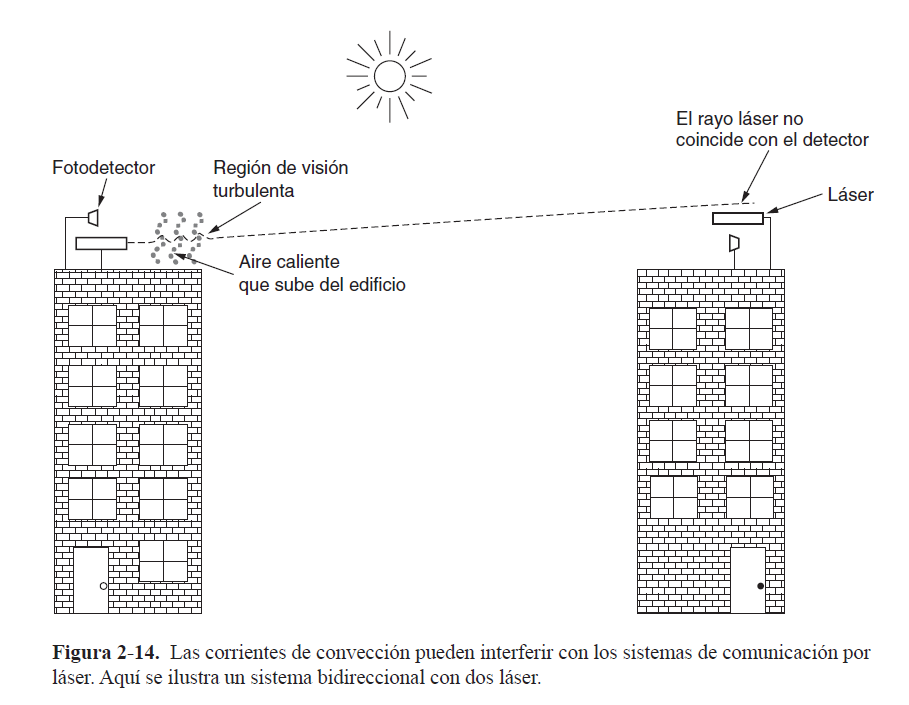 El rayo láser no
coincide con el detector
Fotodetector
Región de visión
turbulenta
Láser
Aire caliente
que sube del edificio
Figura 2-14. Las corrientes de convección pueden interferir con los sistemas de comunicación por
láser. Aquí se ilustra un sistema bidireccional con dos láser.